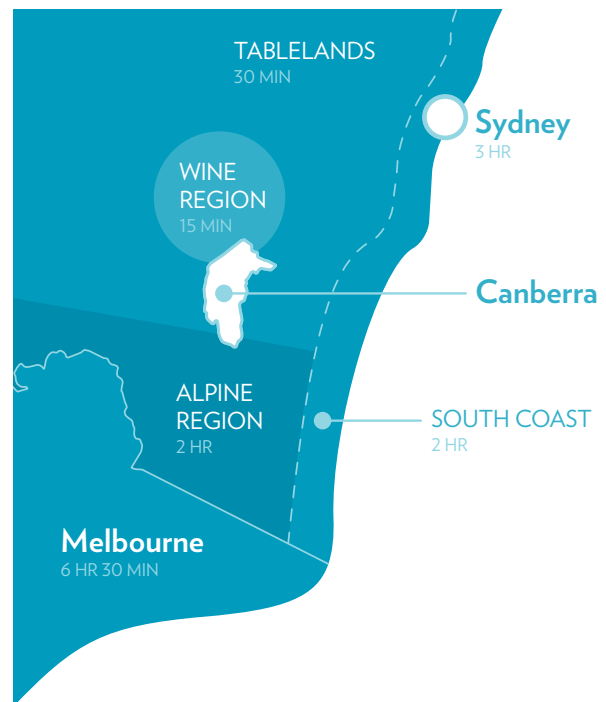 TABLELANDS
30 MIN
Sydney
3 HR
WINE
REGION
15 MIN
Canberra
ALPINE
REGION
2 HR
SOUTH COAST
2 HR
Melbourne
6 HR 30 MIN